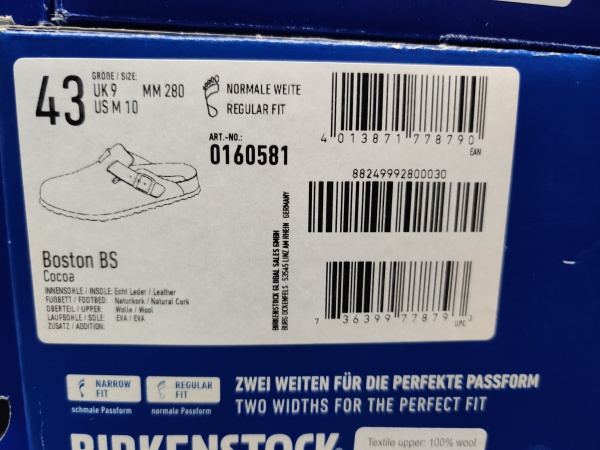 43
GRÖßE / SIZE:
UK 9 MM 280
US M 10
NORMALE WEITE
REGULAR FIT
ART.-NO.:
0160581
4 013871 778790
EAN
88249992800030
Boston BS
Cocoa
INNENSOHLE / INSOLE: Echt Leder / Leather
FUßBETT / FOOTBED: Naturkork / Natural Cork
OBERTEIL / UPPER: Wolle / Wool
LAUFSOHLE / SOLE: EVA / EVA
ZUSATZ / ADDITION:
BIRKENSTOCK GLOBAL SALES GMBH
BURG OCKENFELS · 53545 LINZ AM RHEIN · GERMANY
7 36399 77879 3
UPC
NARROW FIT
schmale Passform
REGULAR FIT
normale Passform
ZWEI WEITEN FÜR DIE PERFEKTE PASSFORM
TWO WIDTHS FOR THE PERFECT FIT
BIRKENSTOCK
Textile upper: 100% wool